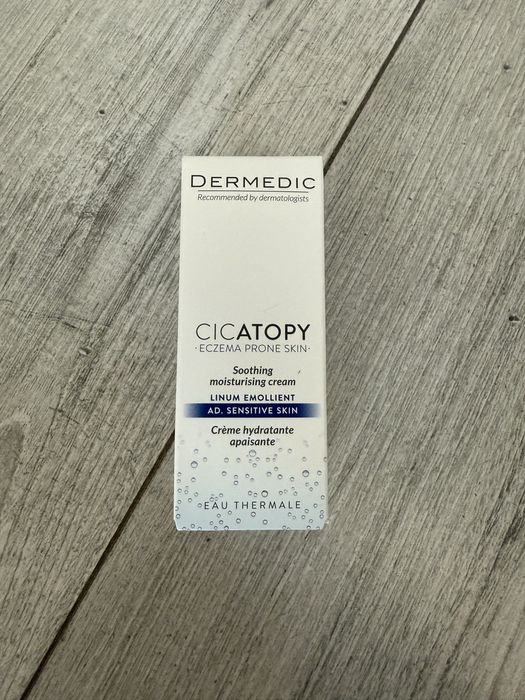 DERMEDIC
Recommended by dermatologists
CICATOPY
·ECZEMA PRONE SKIN·
Soothing
moisturising cream
LINUM EMOLLIENT
AD. SENSITIVE SKIN
Crème hydratante
apaisante
EAU THERMALE